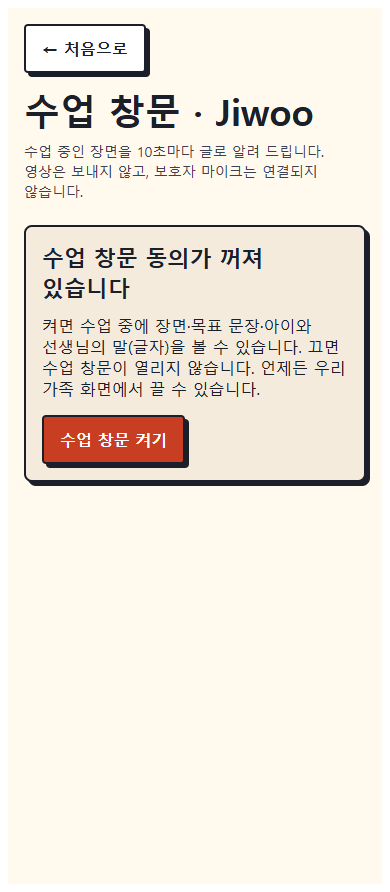 ← 처음으로
수업 창문 · Jiwoo
수업 중인 장면을 10초마다 글로 알려 드립니다.
영상은 보내지 않고, 보호자 마이크는 연결되지
않습니다.
수업 창문 동의가 꺼져
있습니다
켜면 수업 중에 장면·목표 문장·아이와
선생님의 말(글자)을 볼 수 있습니다. 끄면
수업 창문이 열리지 않습니다. 언제든 우리
가족 화면에서 끌 수 있습니다.
수업 창문 켜기